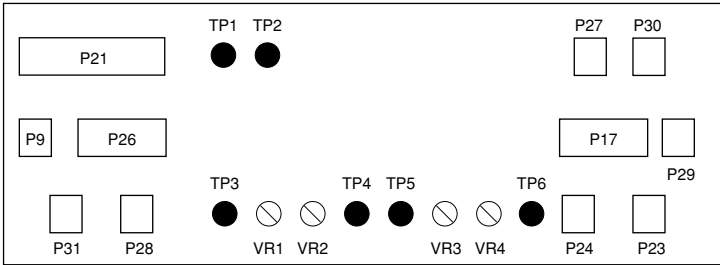 TP1 TP2 P27 P30
P21
P9 P26 P17
P29
TP3 TP4 TP5 TP6
P31 P28 VR1 VR2 VR3 VR4 P24 P23